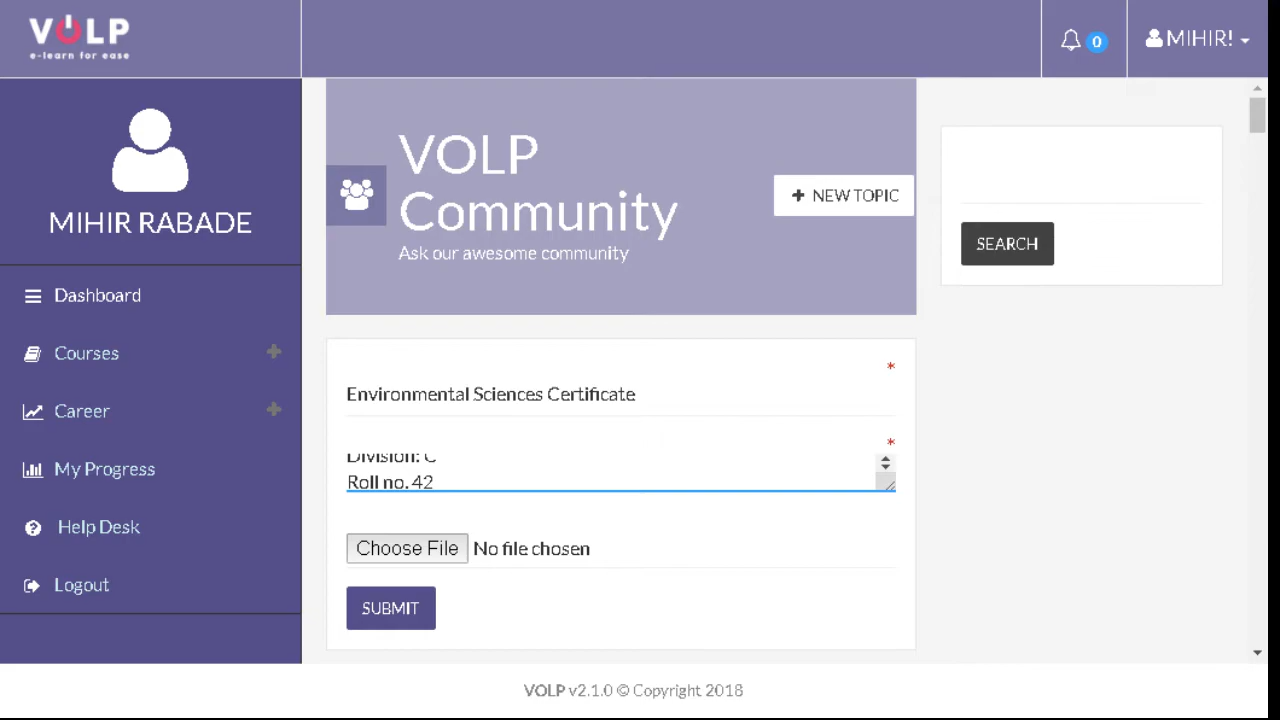 VOLP
e-learn for ease
0
MIHIR!
MIHIR RABADE
Dashboard
Courses
Career
My Progress
Help Desk
Logout
VOLP
Community
Ask our awesome community
NEW TOPIC
*
Environmental Sciences Certificate
*
Division: C
Roll no. 42
Choose File No file chosen
SUBMIT
SEARCH
VOLP v2.1.0 © Copyright 2018